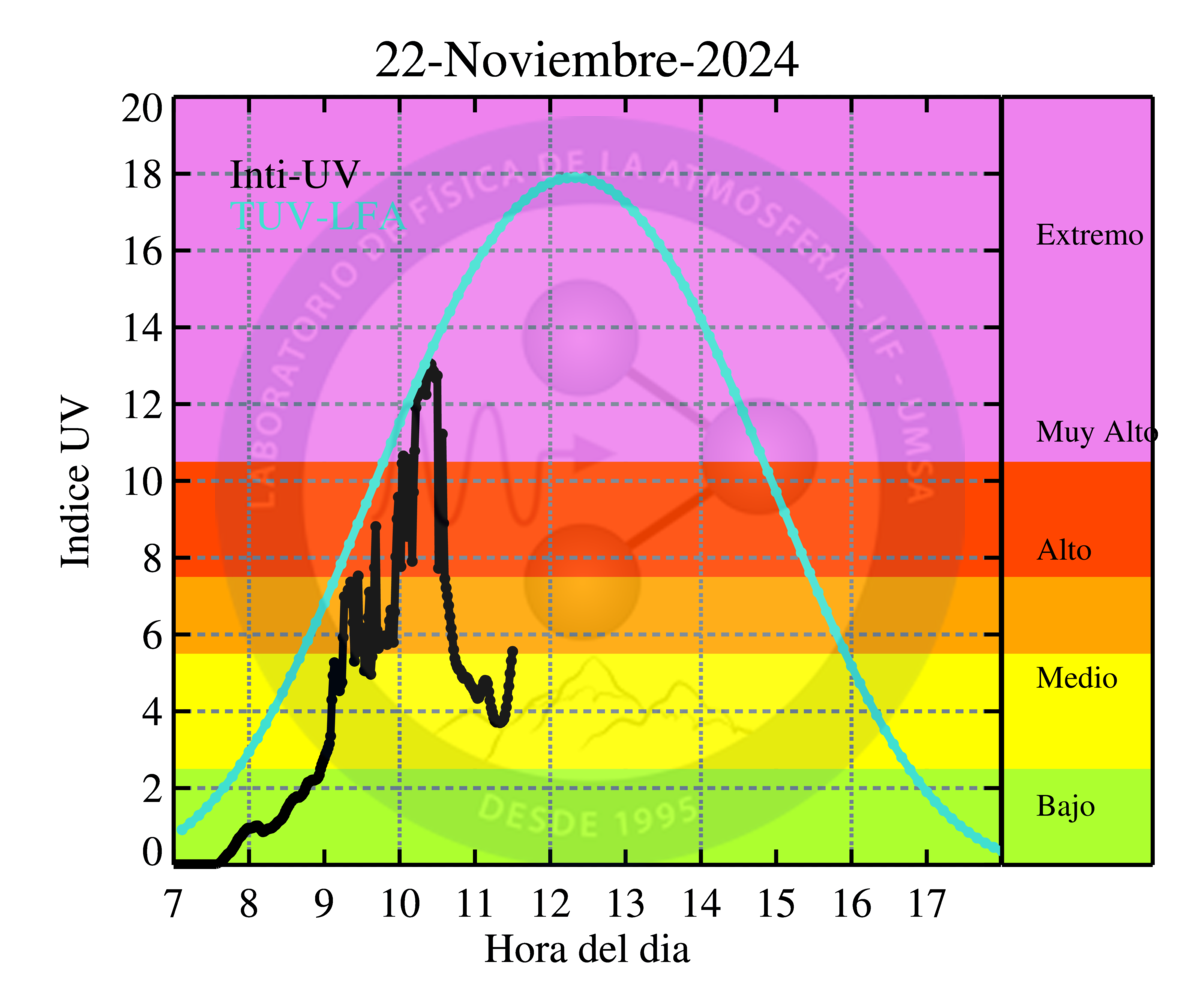 22-Noviembre-2024
20
18
16
14
12
10
8
6
4
2
0
Indice UV
Inti-UV
TUV-LFA
LABORATORIO DE FÍSICA DE LA ATMÓSFERA - IIF - UMSA
DESDE 1995
Extremo
Muy Alto
Alto
Medio
Bajo
7 8 9 10 11 12 13 14 15 16 17
Hora del dia